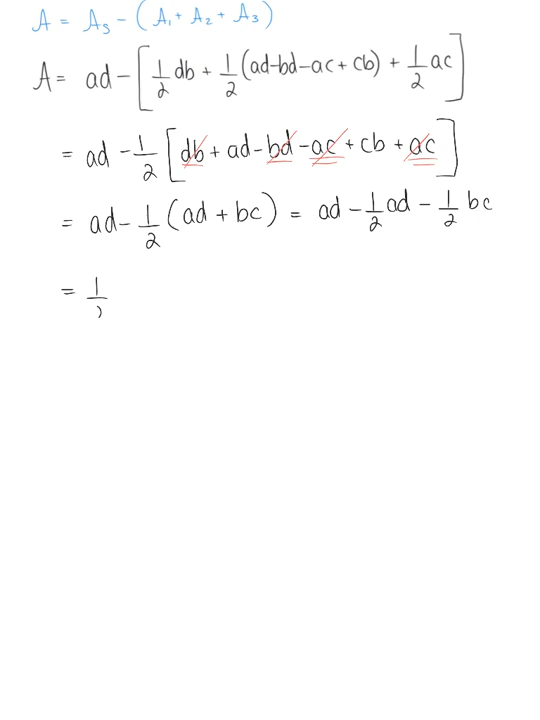 A = A_S - (A_1 + A_2 + A_3)
A = ad - [1/2 db + 1/2 (ad-bd-ac+cb) + 1/2 ac]
= ad - 1/2 [db + ad - bd - ac + cb + ac]
= ad - 1/2 (ad + bc) = ad - 1/2 ad - 1/2 bc
= 1/